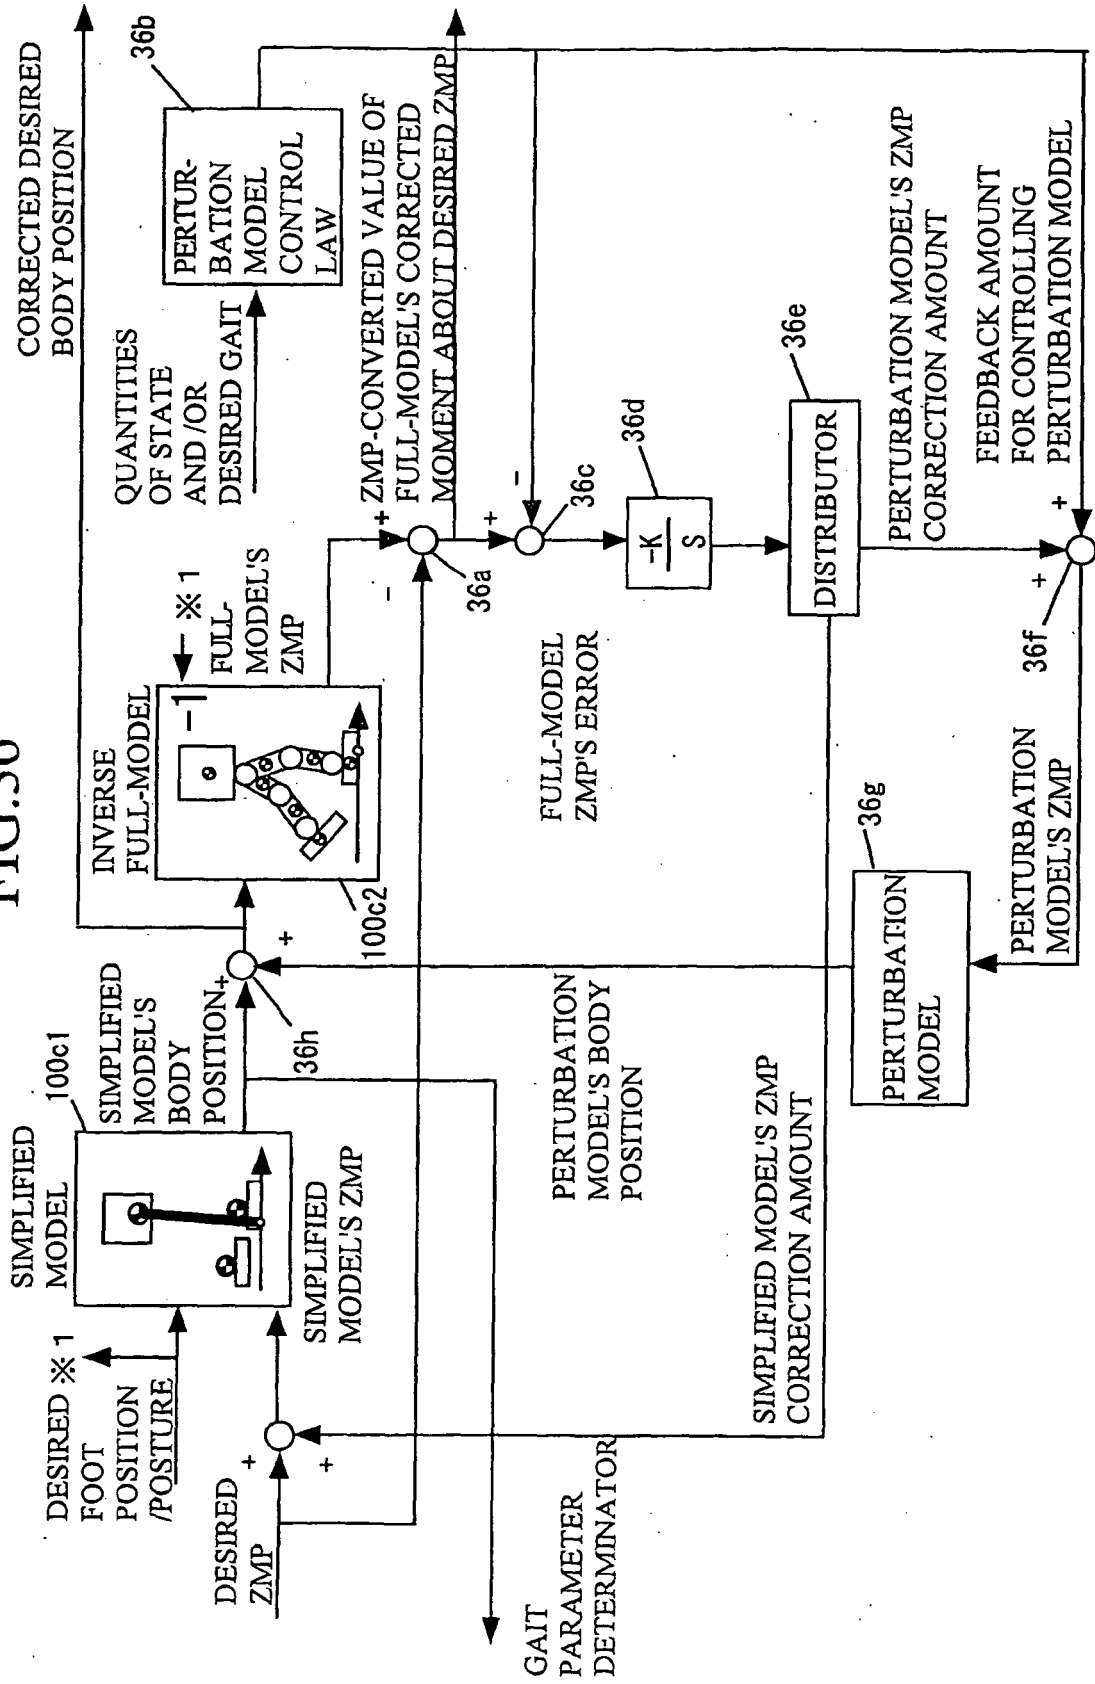 FIG.36
DESIRED ※1
FOOT
POSITION
/POSTURE
DESIRED
ZMP
+
+
SIMPLIFIED
MODEL
100c1
SIMPLIFIED
MODEL'S ZMP
SIMPLIFIED
MODEL'S
BODY
POSITION
+
+
36h
GAIT
PARAMETER
DETERMINATOR
INVERSE
FULL-MODEL
-1
100c2
※1
FULL-
MODEL'S
ZMP
CORRECTED DESIRED
BODY POSITION
QUANTITIES
OF STATE
AND /OR
DESIRED GAIT
PERTUR-
BATION
MODEL
CONTROL
LAW
36b
+
-
36a
ZMP-CONVERTED VALUE OF
FULL-MODEL'S CORRECTED
MOMENT ABOUT DESIRED ZMP
+
-
36c
FULL-MODEL
ZMP'S ERROR
-K
S
36d
DISTRIBUTOR
36e
PERTURBATION MODEL'S BODY
POSITION
SIMPLIFIED MODEL'S ZMP
CORRECTION AMOUNT
PERTURBATION
MODEL
36g
PERTURBATION
MODEL'S ZMP
PERTURBATION MODEL'S ZMP
CORRECTION AMOUNT
FEEDBACK AMOUNT
FOR CONTROLLING
PERTURBATION MODEL
+
+
36f